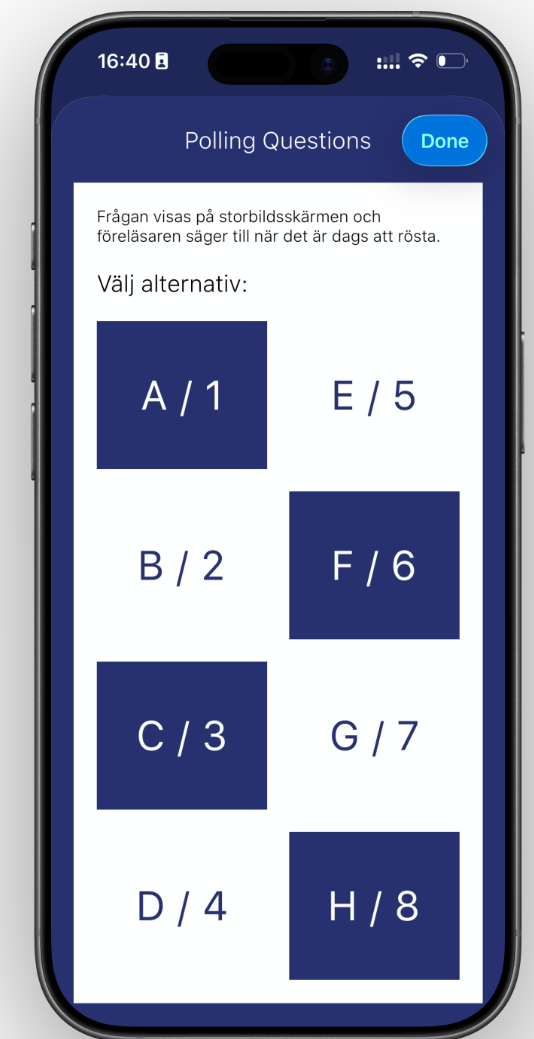 16:40
Polling Questions
Done
Frågan visas på storbildsskärmen och
föreläsaren säger till när det är dags att rösta.
Välj alternativ:
A / 1
E / 5
B / 2
F / 6
C / 3
G / 7
D / 4
H / 8